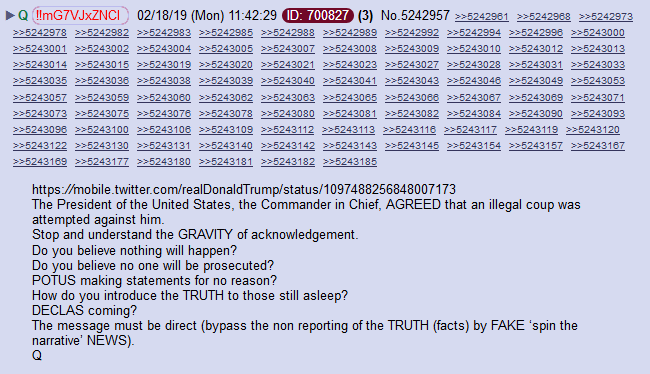 Q !!mG7VJxZNCI 02/18/19 (Mon) 11:42:29 ID: 700827 (3) No.5242957 >>5242961 >>5242968 >>5242973
>>5242978 >>5242982 >>5242983 >>5242985 >>5242988 >>5242989 >>5242992 >>5242994 >>5242996 >>5243000
>>5243001 >>5243002 >>5243004 >>5243005 >>5243007 >>5243008 >>5243009 >>5243010 >>5243012 >>5243013
>>5243014 >>5243015 >>5243019 >>5243020 >>5243021 >>5243023 >>5243027 >>5243028 >>5243031 >>5243033
>>5243035 >>5243036 >>5243038 >>5243039 >>5243040 >>5243041 >>5243043 >>5243046 >>5243049 >>5243053
>>5243057 >>5243059 >>5243060 >>5243062 >>5243063 >>5243065 >>5243066 >>5243067 >>5243069 >>5243071
>>5243073 >>5243075 >>5243076 >>5243078 >>5243080 >>5243081 >>5243082 >>5243084 >>5243090 >>5243093
>>5243096 >>5243100 >>5243106 >>5243109 >>5243112 >>5243113 >>5243116 >>5243117 >>5243119 >>5243120
>>5243122 >>5243130 >>5243131 >>5243140 >>5243142 >>5243143 >>5243145 >>5243154 >>5243157 >>5243167
>>5243169 >>5243177 >>5243180 >>5243181 >>5243182 >>5243185
https://mobile.twitter.com/realDonaldTrump/status/1097488256848007173
The President of the United States, the Commander in Chief, AGREED that an illegal coup was
attempted against him.
Stop and understand the GRAVITY of acknowledgement.
Do you believe nothing will happen?
Do you believe no one will be prosecuted?
POTUS making statements for no reason?
How do you introduce the TRUTH to those still asleep?
DECLAS coming?
The message must be direct (bypass the non reporting of the TRUTH (facts) by FAKE ‘spin the
narrative’ NEWS).
Q